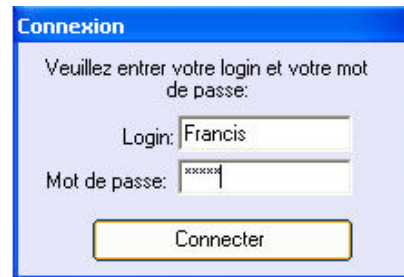 Connexion
Veuillez entrer votre login et votre mot
de passe:
Login: Francis
Mot de passe: *****
Connecter